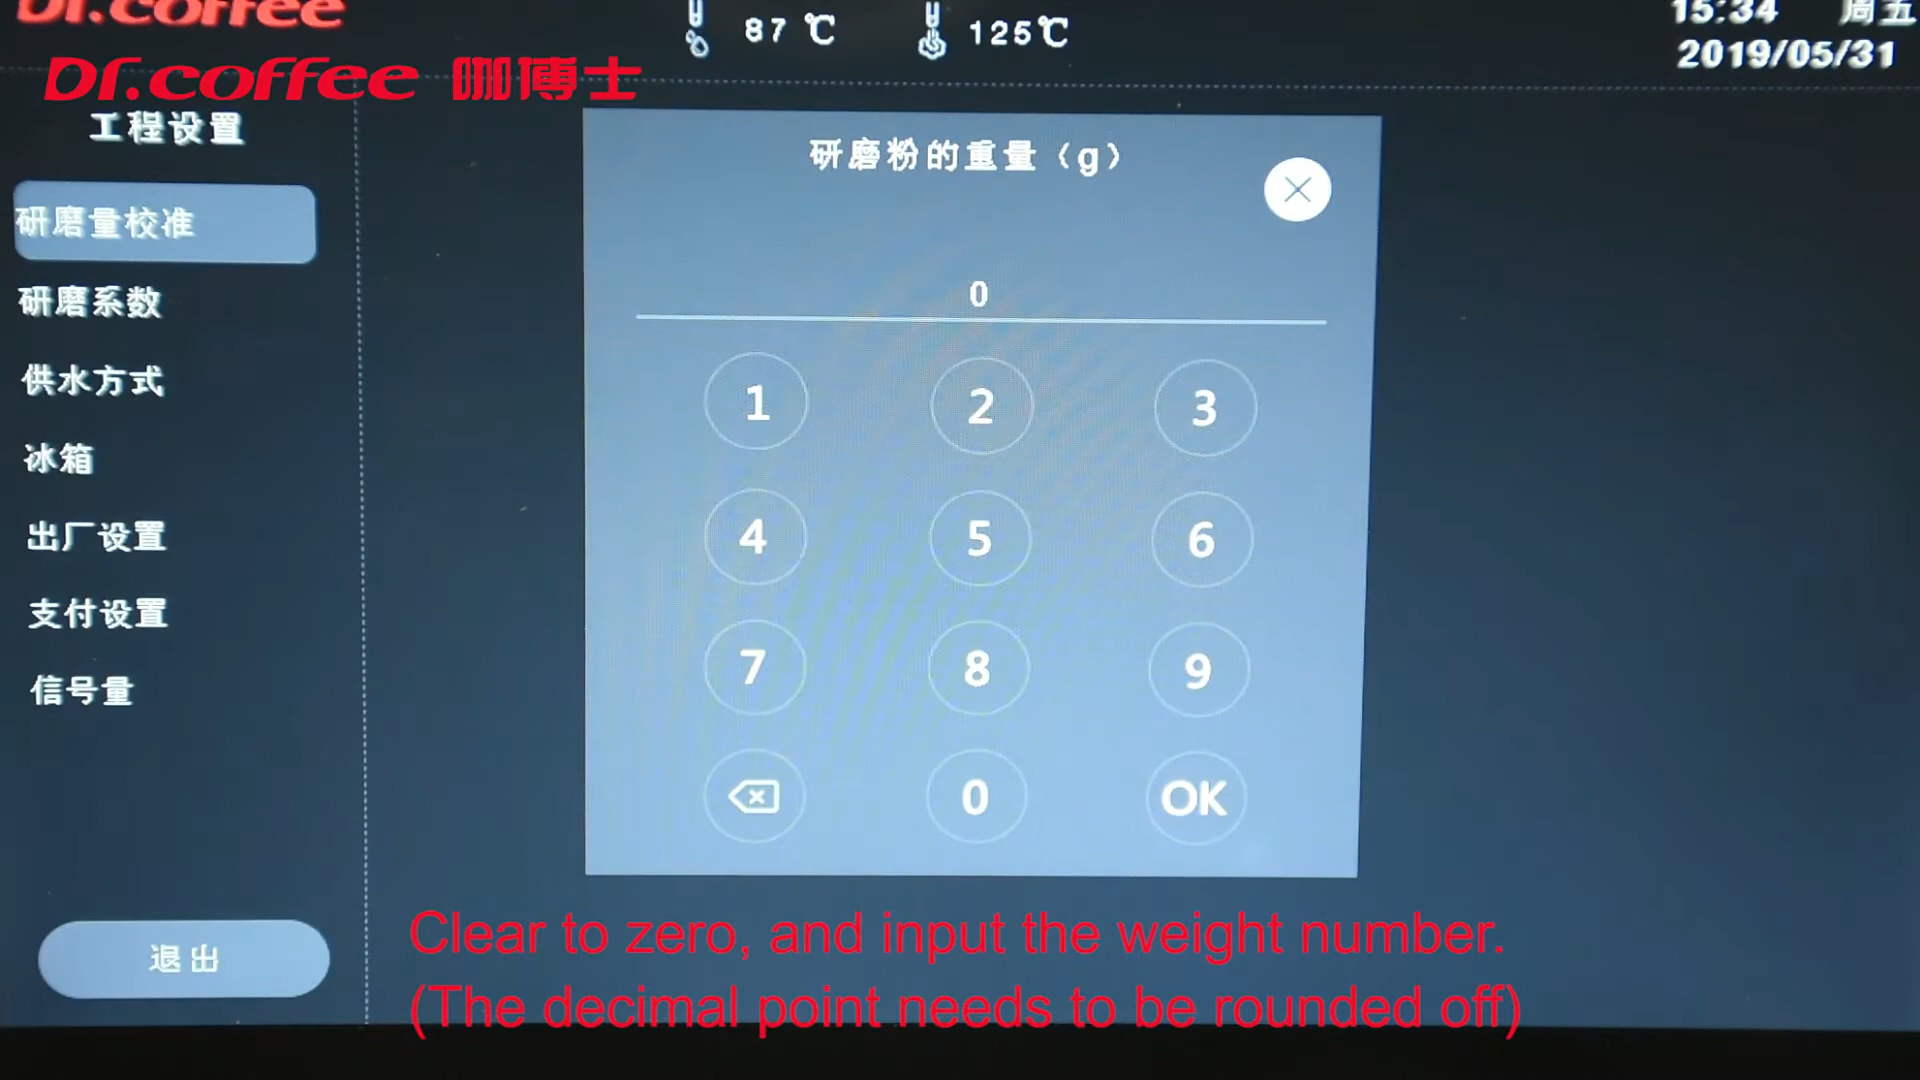 Dr.coffee
87 ℃
125℃
15:34 周五
2019/05/31
Dr.coffee 咖博士
工程设置
研磨量校准
研磨系数
供水方式
冰箱
出厂设置
支付设置
信号量
退出
研磨粉的重量（g）
0
1 2 3
4 5 6
7 8 9
0 OK
Clear to zero, and input the weight number.
(The decimal point needs to be rounded off)